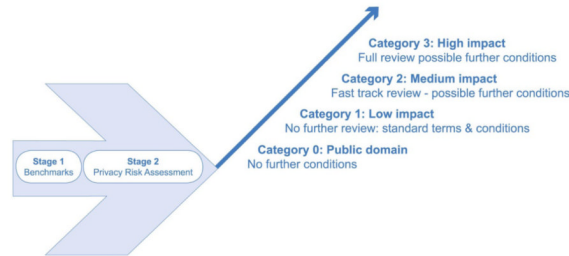 Category 3: High impact
Full review possible further conditions
Category 2: Medium impact
Fast track review - possible further conditions
Category 1: Low impact
No further review: standard terms & conditions
Category 0: Public domain
No further conditions
Stage 1
Benchmarks
Stage 2
Privacy Risk Assessment